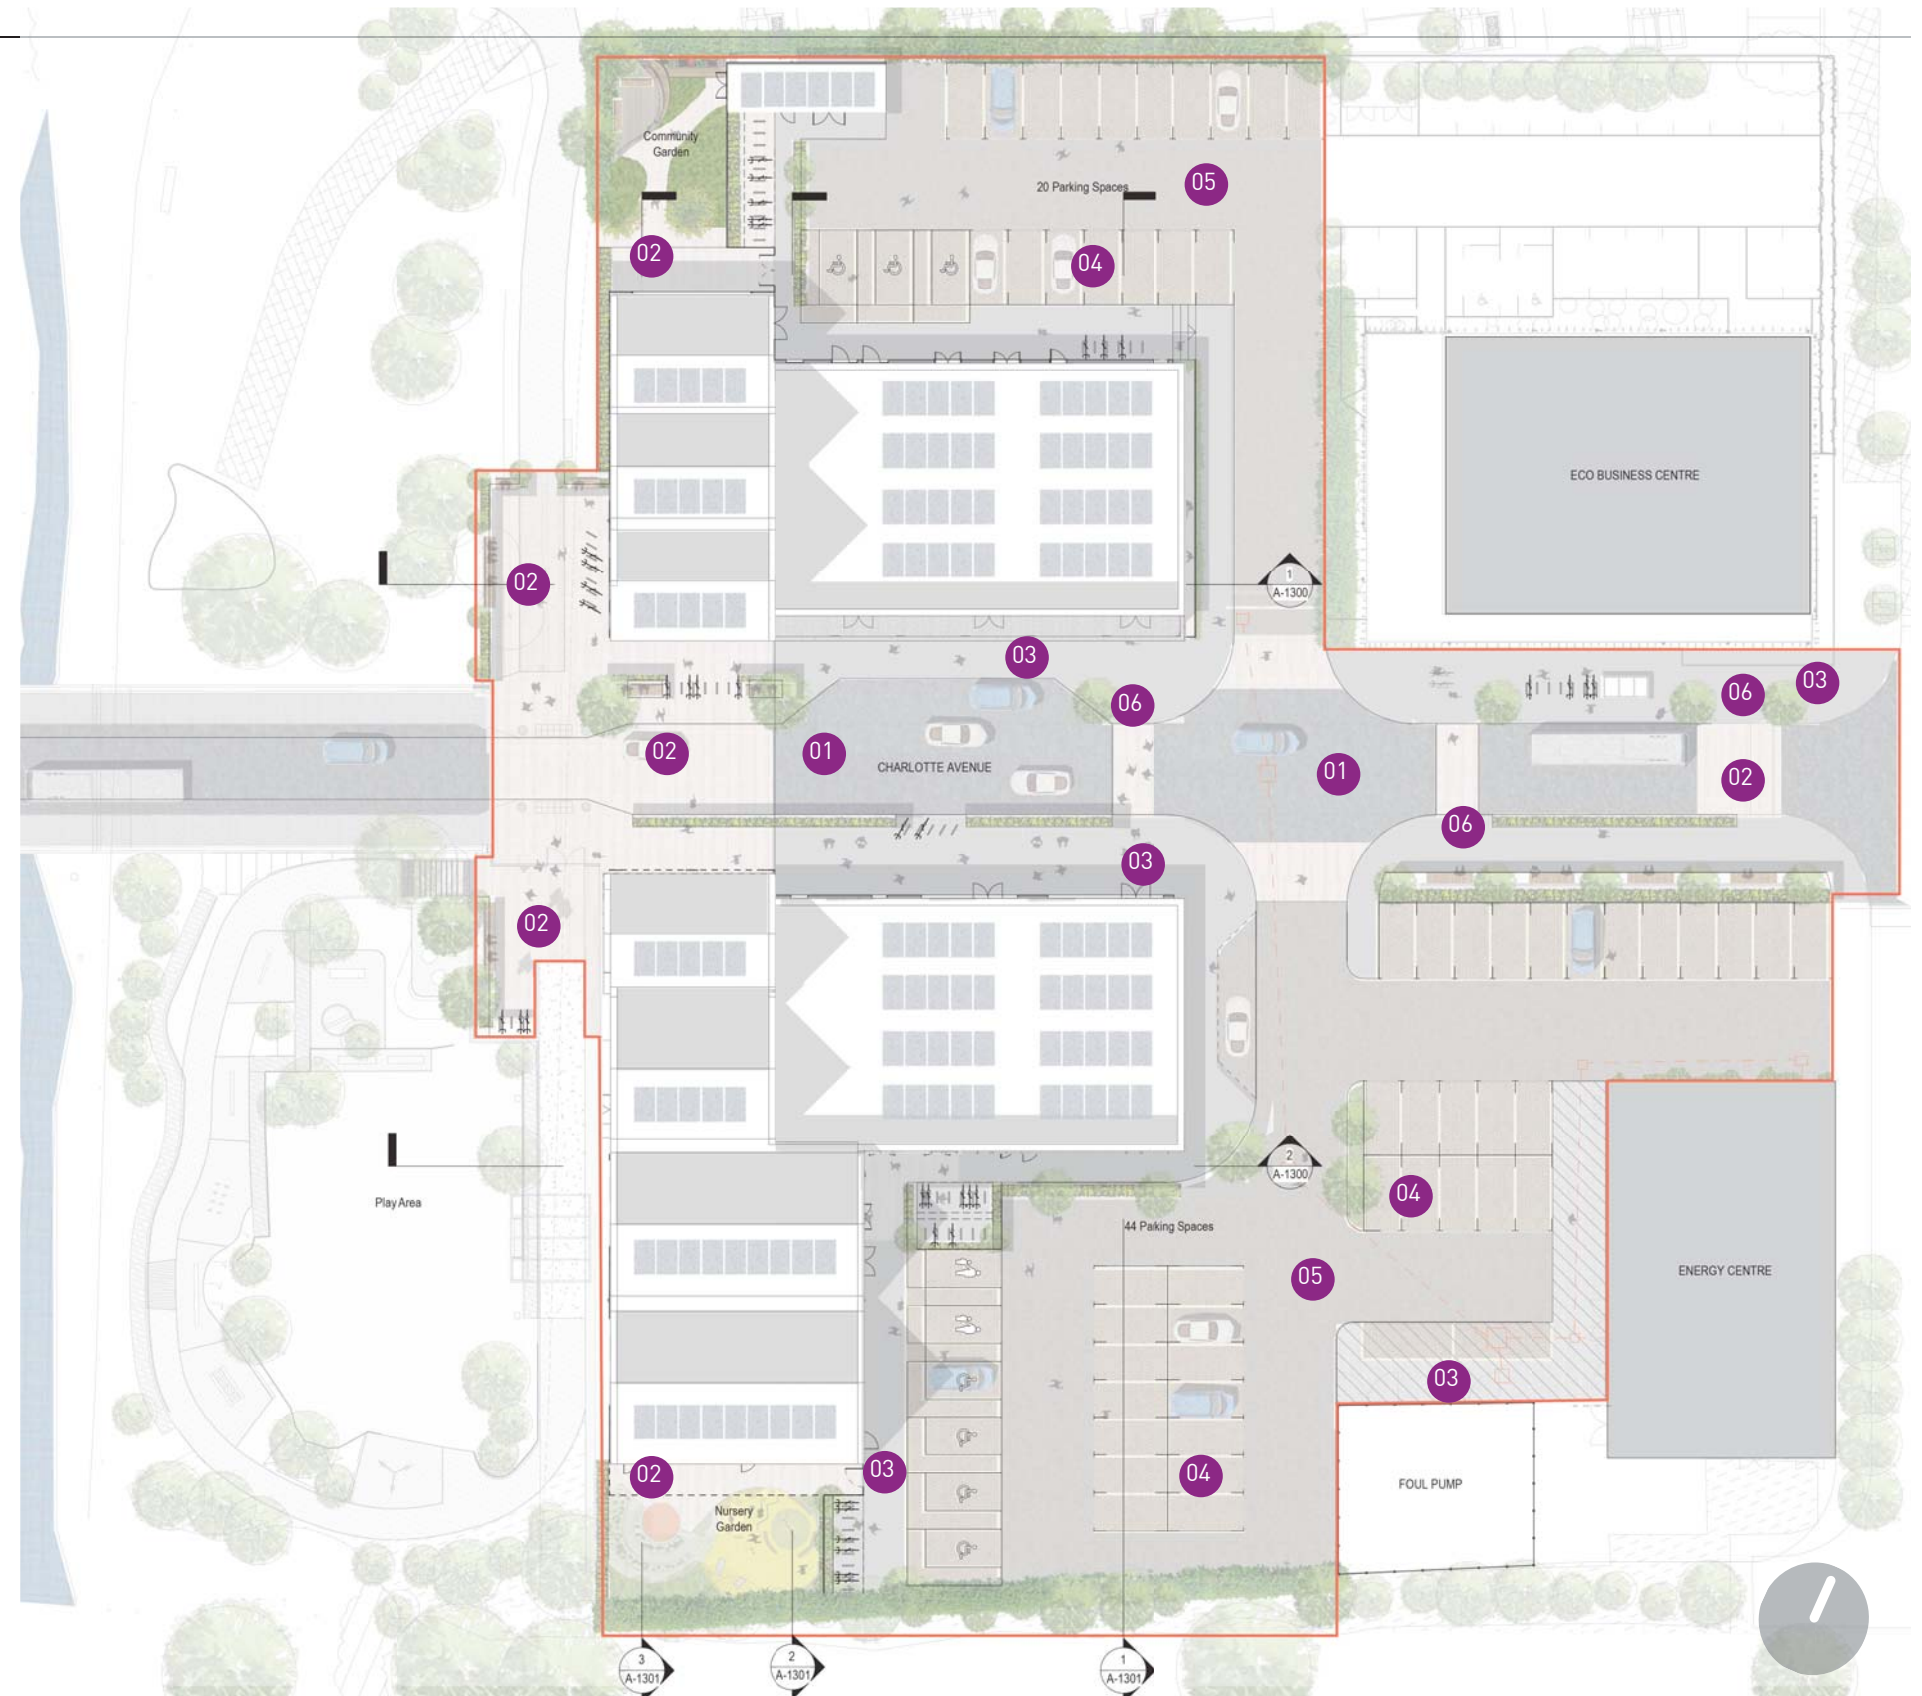 Community
Garden
20 Parking Spaces
05
02
04
ECO BUSINESS CENTRE
02
1
A-1300
03
03
06
06
02
01
CHARLOTTE AVENUE
01
02
06
03
02
2
A-1300
Play Area
04
44 Parking Spaces
05
ENERGY CENTRE
03
02
03
04
FOUL PUMP
Nursery
Garden
3
A-1301
2
A-1301
1
A-1301